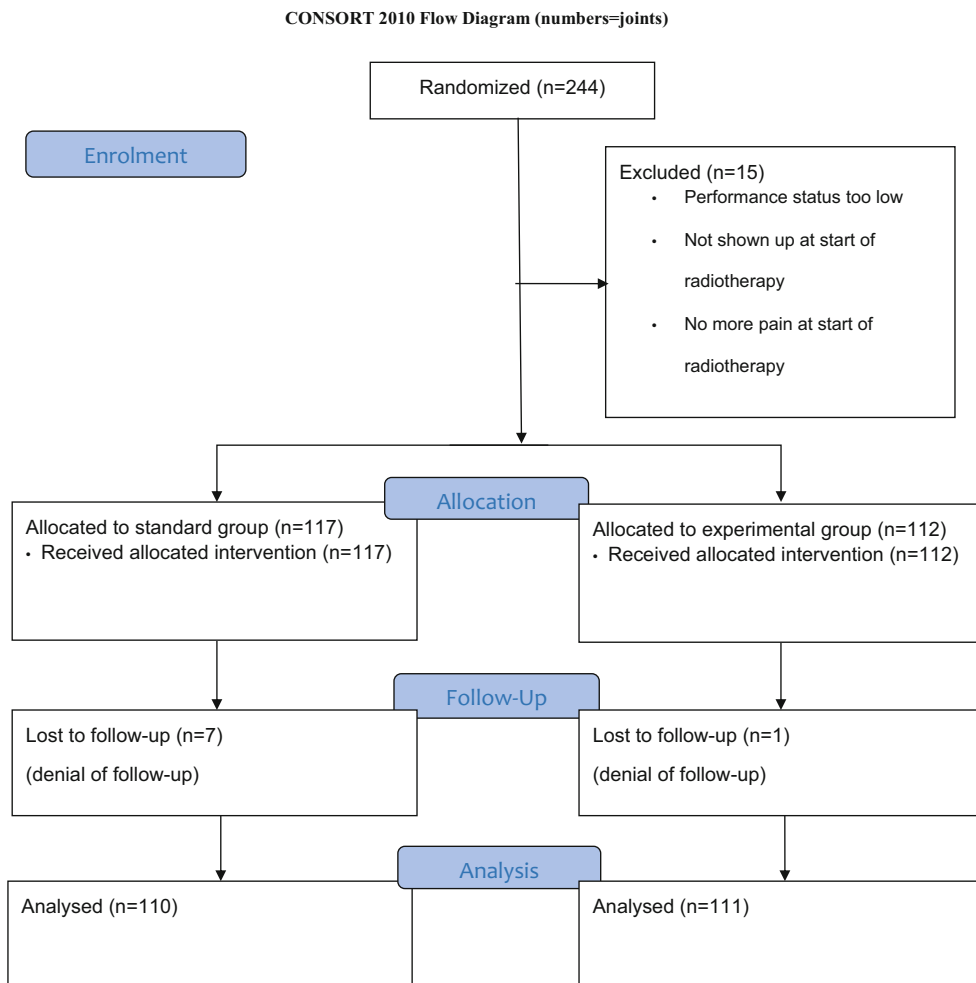 CONSORT 2010 Flow Diagram (numbers=joints)
Randomized (n=244)
Enrolment
Excluded (n=15)
• Performance status too low
• Not shown up at start of
radiotherapy
• No more pain at start of
radiotherapy
Allocation
Allocated to standard group (n=117)
• Received allocated intervention (n=117)
Allocated to experimental group (n=112)
• Received allocated intervention (n=112)
Follow-Up
Lost to follow-up (n=7)
(denial of follow-up)
Lost to follow-up (n=1)
(denial of follow-up)
Analysis
Analysed (n=110)
Analysed (n=111)